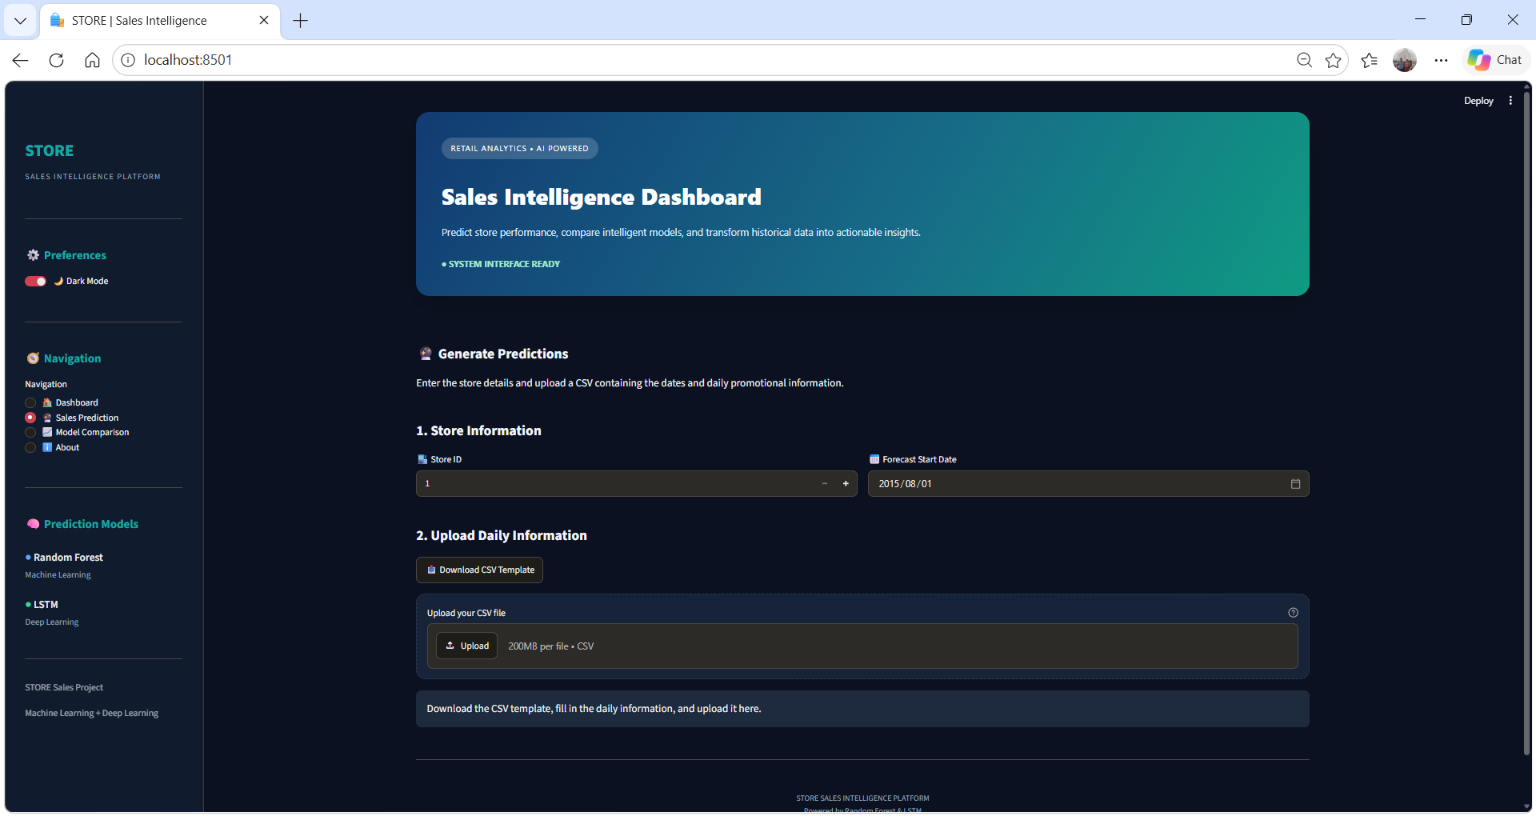 STORE | Sales Intelligence
localhost:8501
Chat
Deploy
STORE
SALES INTELLIGENCE PLATFORM
Preferences
Dark Mode
Navigation
Navigation
Dashboard
Sales Prediction
Model Comparison
About
Prediction Models
Random Forest
Machine Learning
LSTM
Deep Learning
STORE Sales Project
Machine Learning + Deep Learning
RETAIL ANALYTICS • AI POWERED
Sales Intelligence Dashboard
Predict store performance, compare intelligent models, and transform historical data into actionable insights.
• SYSTEM INTERFACE READY
Generate Predictions
Enter the store details and upload a CSV containing the dates and daily promotional information.
1. Store Information
Store ID
1
Forecast Start Date
2015/08/01
2. Upload Daily Information
Download CSV Template
Upload your CSV file
Upload
200MB per file • CSV
Download the CSV template, fill in the daily information, and upload it here.
STORE SALES INTELLIGENCE PLATFORM
Powered by Random Forest & LSTM